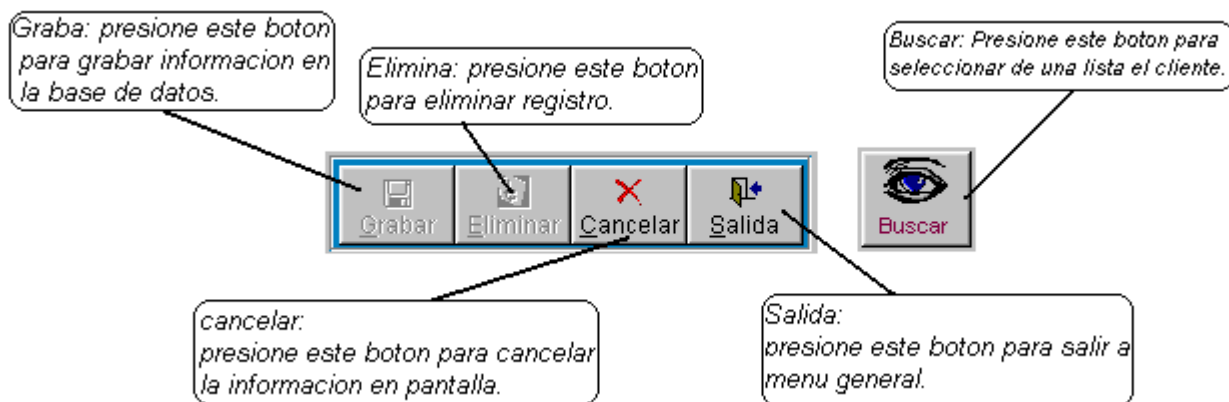 Graba: presione este boton
para grabar informacion en
la base de datos.
Elimina: presione este boton
para eliminar registro.
Buscar: Presione este boton para
seleccionar de una lista el cliente.
Grabar
Eliminar
Cancelar
Salida
Buscar
cancelar:
presione este boton para cancelar
la informacion en pantalla.
Salida:
presione este boton para salir a
menu general.